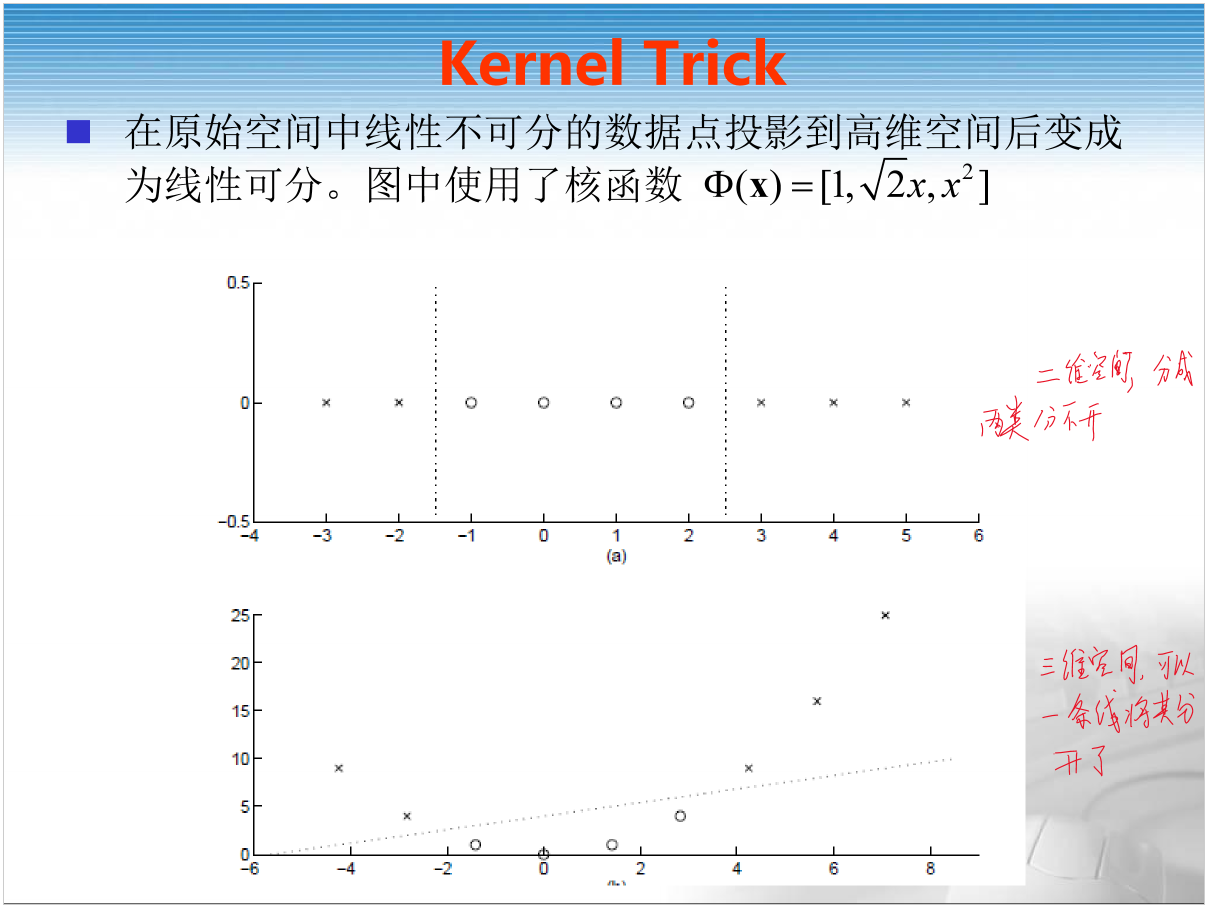 Kernel Trick
在原始空间中线性不可分的数据点投影到高维空间后变成
为线性可分。图中使用了核函数 Φ(x) = [1, √2x, x²]
0.5
0
−0.5
−4 −3 −2 −1 0 1 2 3 4 5 6
(a)
二维空间, 分成
两类分不开
25
20
15
10
5
0
−6 −4 −2 0 2 4 6 8
三维空间, 可以
一条线将其分
开了